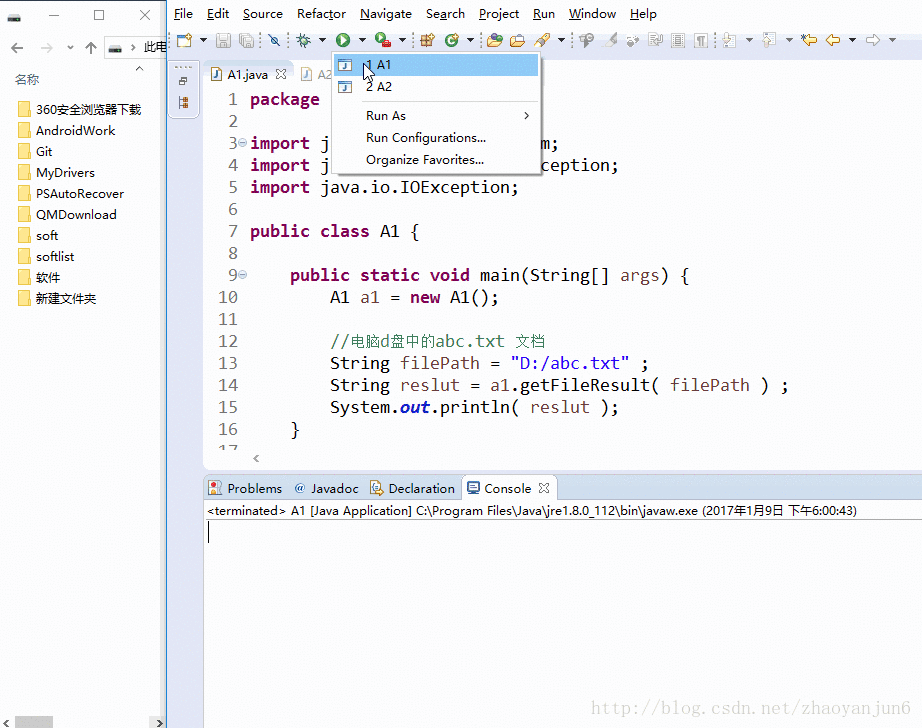 此电
名称
360安全浏览器下载
AndroidWork
Git
MyDrivers
PSAutoRecover
QMDownload
soft
softlist
软件
新建文件夹
File Edit Source Refactor Navigate Search Project Run Window Help
A1.java A2
1 A1
2 A2
Run As
Run Configurations...
Organize Favorites...
1 package
2
3 import j m;
4 import j ception;
5 import java.io.IOException;
6
7 public class A1 {
8
9 public static void main(String[] args) {
10 A1 a1 = new A1();
11
12 //电脑d盘中的abc.txt 文档
13 String filePath = "D:/abc.txt" ;
14 String reslut = a1.getFileResult( filePath ) ;
15 System.out.println( reslut );
16 }
17
Problems Javadoc Declaration Console
<terminated> A1 [Java Application] C:\Program Files\Java\jre1.8.0_112\bin\javaw.exe (2017年1月9日 下午6:00:43)
http://blog.csdn.net/zhaoyanjun6